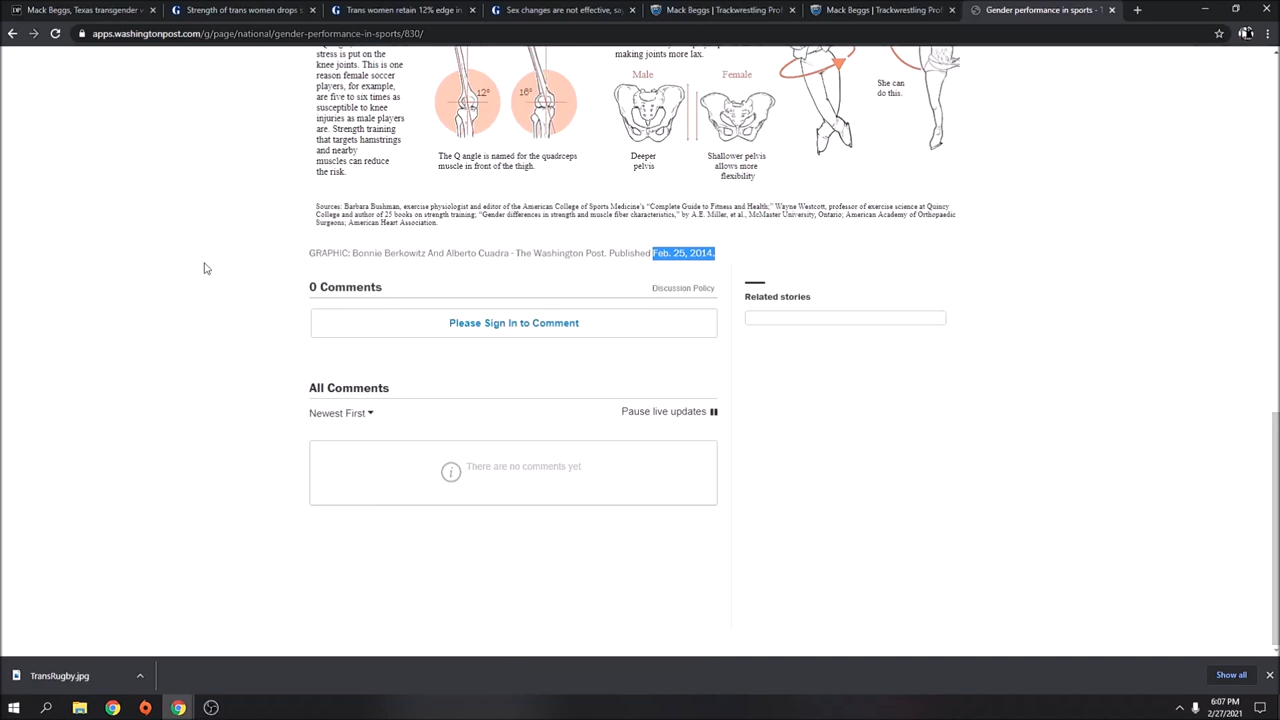 Mack Beggs, Texas transgender w
Strength of trans women drops s
Trans women retain 12% edge in
Sex changes are not effective, say
Mack Beggs | Trackwrestling Prof
Mack Beggs | Trackwrestling Prof
Gender performance in sports - T
apps.washingtonpost.com/g/page/national/gender-performance-in-sports/830/
stress is put on the
knee joints. This is one
reason female soccer
players, for example,
are five to six times as
susceptible to knee
injuries as male players
are. Strength training
that targets hamstrings
and nearby
muscles can reduce
the risk.
12°
16°
The Q angle is named for the quadrceps
muscle in front of the thigh.
making joints more lax.
Male
Female
Deeper
pelvis
Shallower pelvis
allows more
flexibility
She can
do this.
Sources: Barbara Bushman, exercise physiologist and editor of the American College of Sports Medicine's "Complete Guide to Fitness and Health;" Wayne Westcott, professor of exercise science at Quincy
College and author of 25 books on strength training; "Gender differences in strength and muscle fiber characteristics," by A.E. Miller, et al., McMaster University, Ontario; American Academy of Orthopaedic
Surgeons; American Heart Association.
GRAPHIC: Bonnie Berkowitz And Alberto Cuadra - The Washington Post. Published Feb. 25, 2014.
0 Comments
Discussion Policy
Please Sign In to Comment
Related stories
All Comments
Newest First
Pause live updates
There are no comments yet
TransRugby.jpg
Show all
6:07 PM
2/27/2021